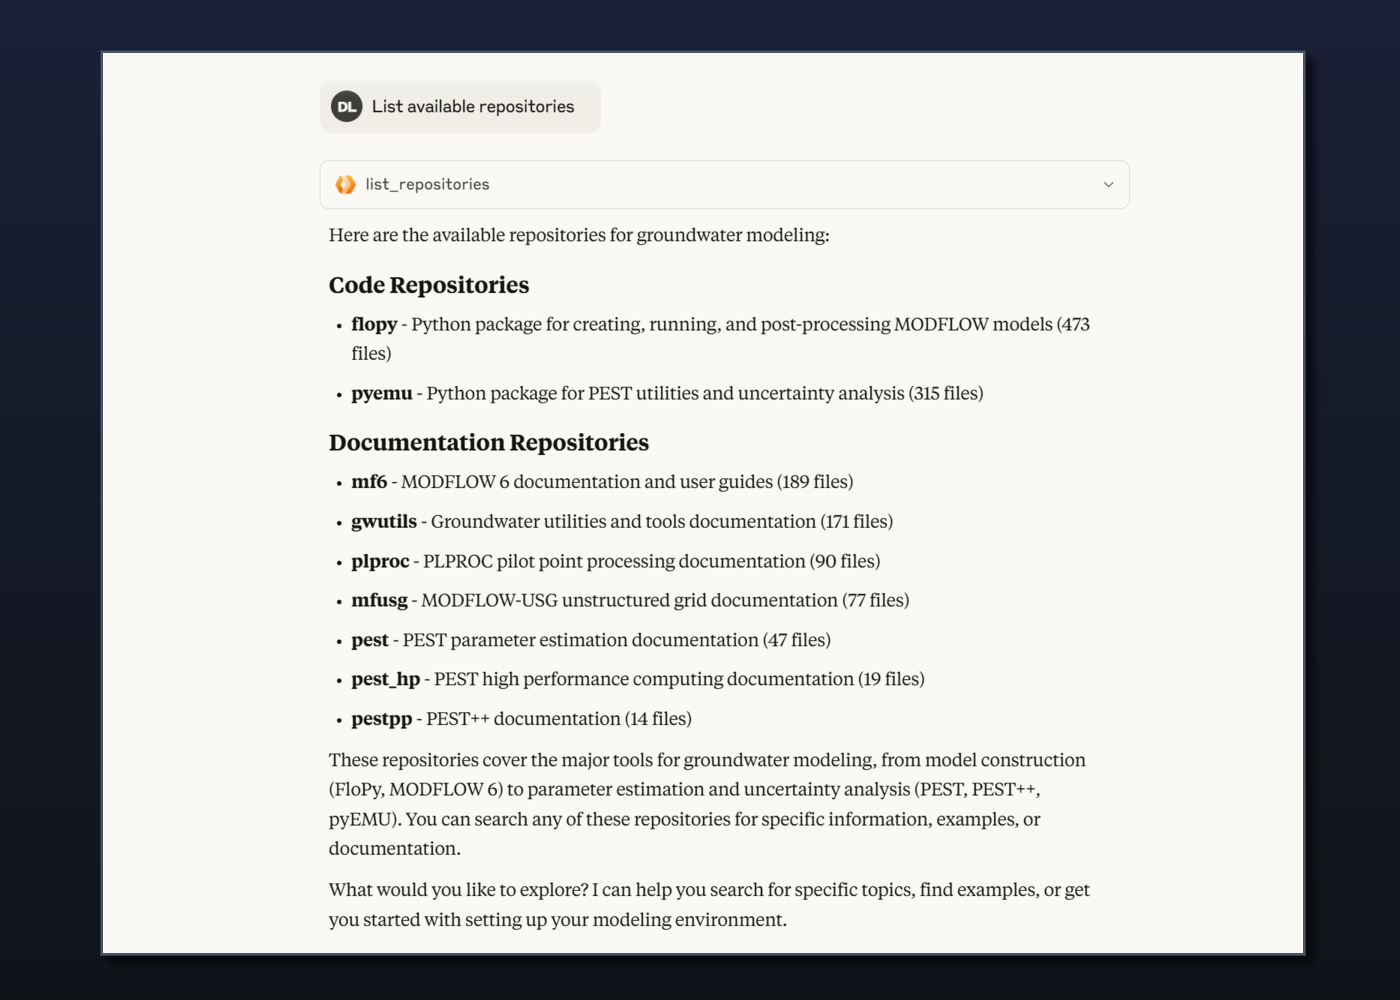 DL List available repositories
list_repositories
Here are the available repositories for groundwater modeling:
Code Repositories
• flopy - Python package for creating, running, and post-processing MODFLOW models (473
files)
• pyemu - Python package for PEST utilities and uncertainty analysis (315 files)
Documentation Repositories
• mf6 - MODFLOW 6 documentation and user guides (189 files)
• gwutils - Groundwater utilities and tools documentation (171 files)
• plproc - PLPROC pilot point processing documentation (90 files)
• mfusg - MODFLOW-USG unstructured grid documentation (77 files)
• pest - PEST parameter estimation documentation (47 files)
• pest_hp - PEST high performance computing documentation (19 files)
• pestpp - PEST++ documentation (14 files)
These repositories cover the major tools for groundwater modeling, from model construction
(FloPy, MODFLOW 6) to parameter estimation and uncertainty analysis (PEST, PEST++,
pyEMU). You can search any of these repositories for specific information, examples, or
documentation.
What would you like to explore? I can help you search for specific topics, find examples, or get
you started with setting up your modeling environment.